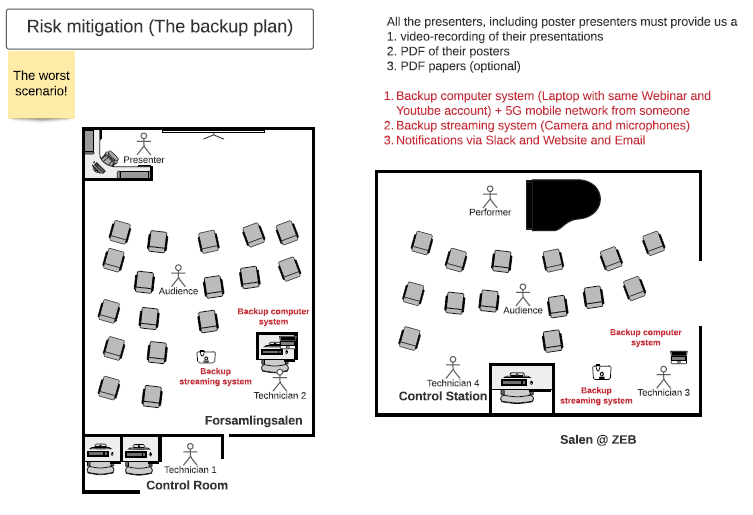 Risk mitigation (The backup plan)
The worst
scenario!
All the presenters, including poster presenters must provide us a
1. video-recording of their presentations
2. PDF of their posters
3. PDF papers (optional)
1. Backup computer system (Laptop with same Webinar and
Youtube account) + 5G mobile network from someone
2. Backup streaming system (Camera and microphones)
3. Notifications via Slack and Website and Email
Presenter
Audience
Backup computer
system
Backup
streaming system
Technician 2
Forsamlingsalen
Technician 1
Control Room
Performer
Audience
Backup computer
system
Technician 4
Control Station
Backup
streaming system
Technician 3
Salen @ ZEB